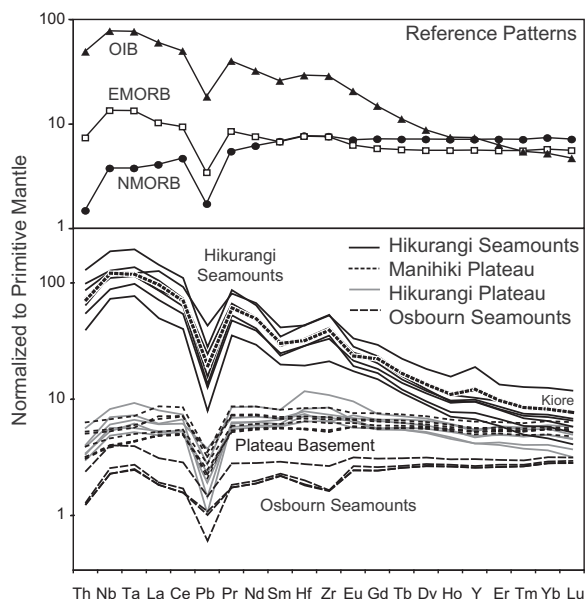 Normalized to Primitive Mantle
100
10
1
Reference Patterns
OIB
EMORB
NMORB
100
10
1
Hikurangi
Seamounts
Hikurangi Seamounts
Manihiki Plateau
Hikurangi Plateau
Osbourn Seamounts
Kiore
Plateau Basement
Osbourn Seamounts
Th Nb Ta La Ce Pb Pr Nd Sm Hf Zr Eu Gd Tb Dy Ho Y Er Tm Yb Lu